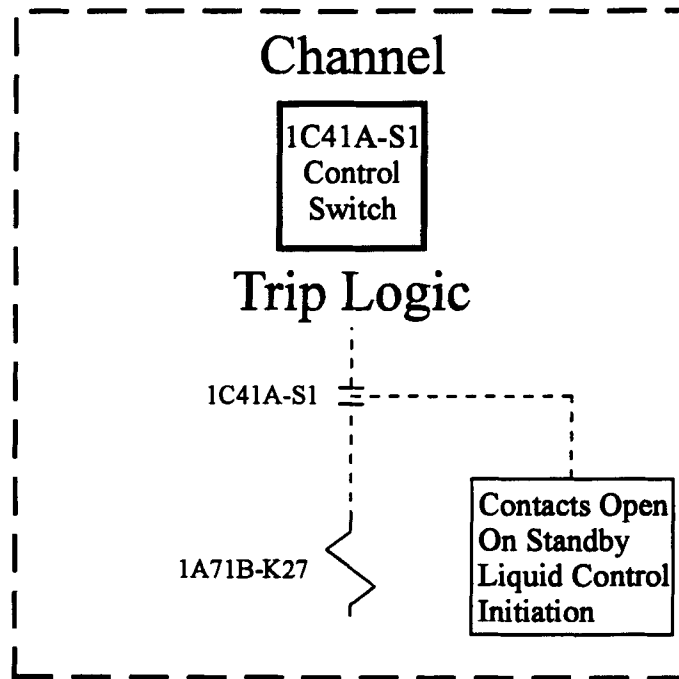 Channel
1C41A-S1
Control
Switch
Trip Logic
1C41A-S1
1A71B-K27
Contacts Open
On Standby
Liquid Control
Initiation